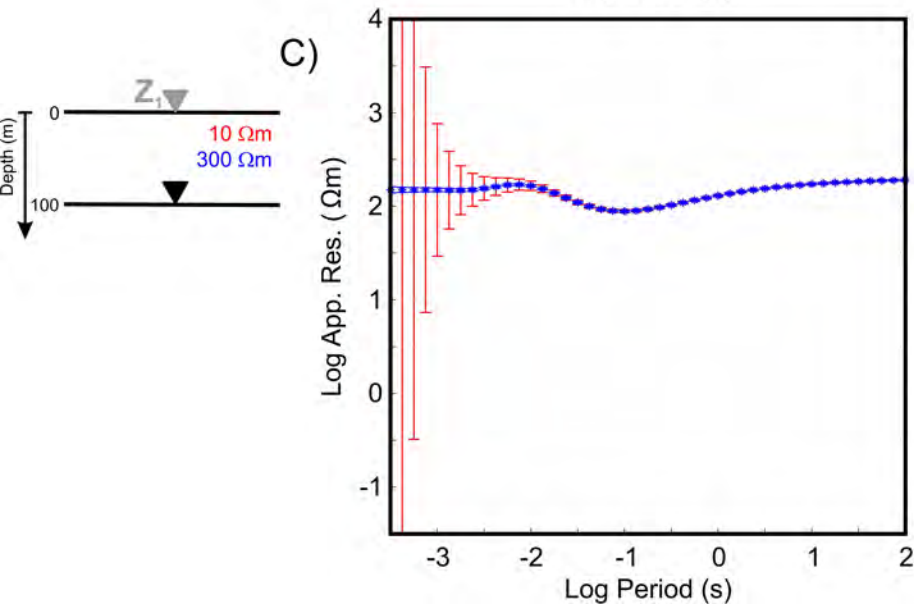 C)
Z₁
0
10 Ωm
300 Ωm
100
Depth (m)
4
3
2
1
0
-1
Log App. Res. ( Ωm)
-3 -2 -1 0 1 2
Log Period (s)